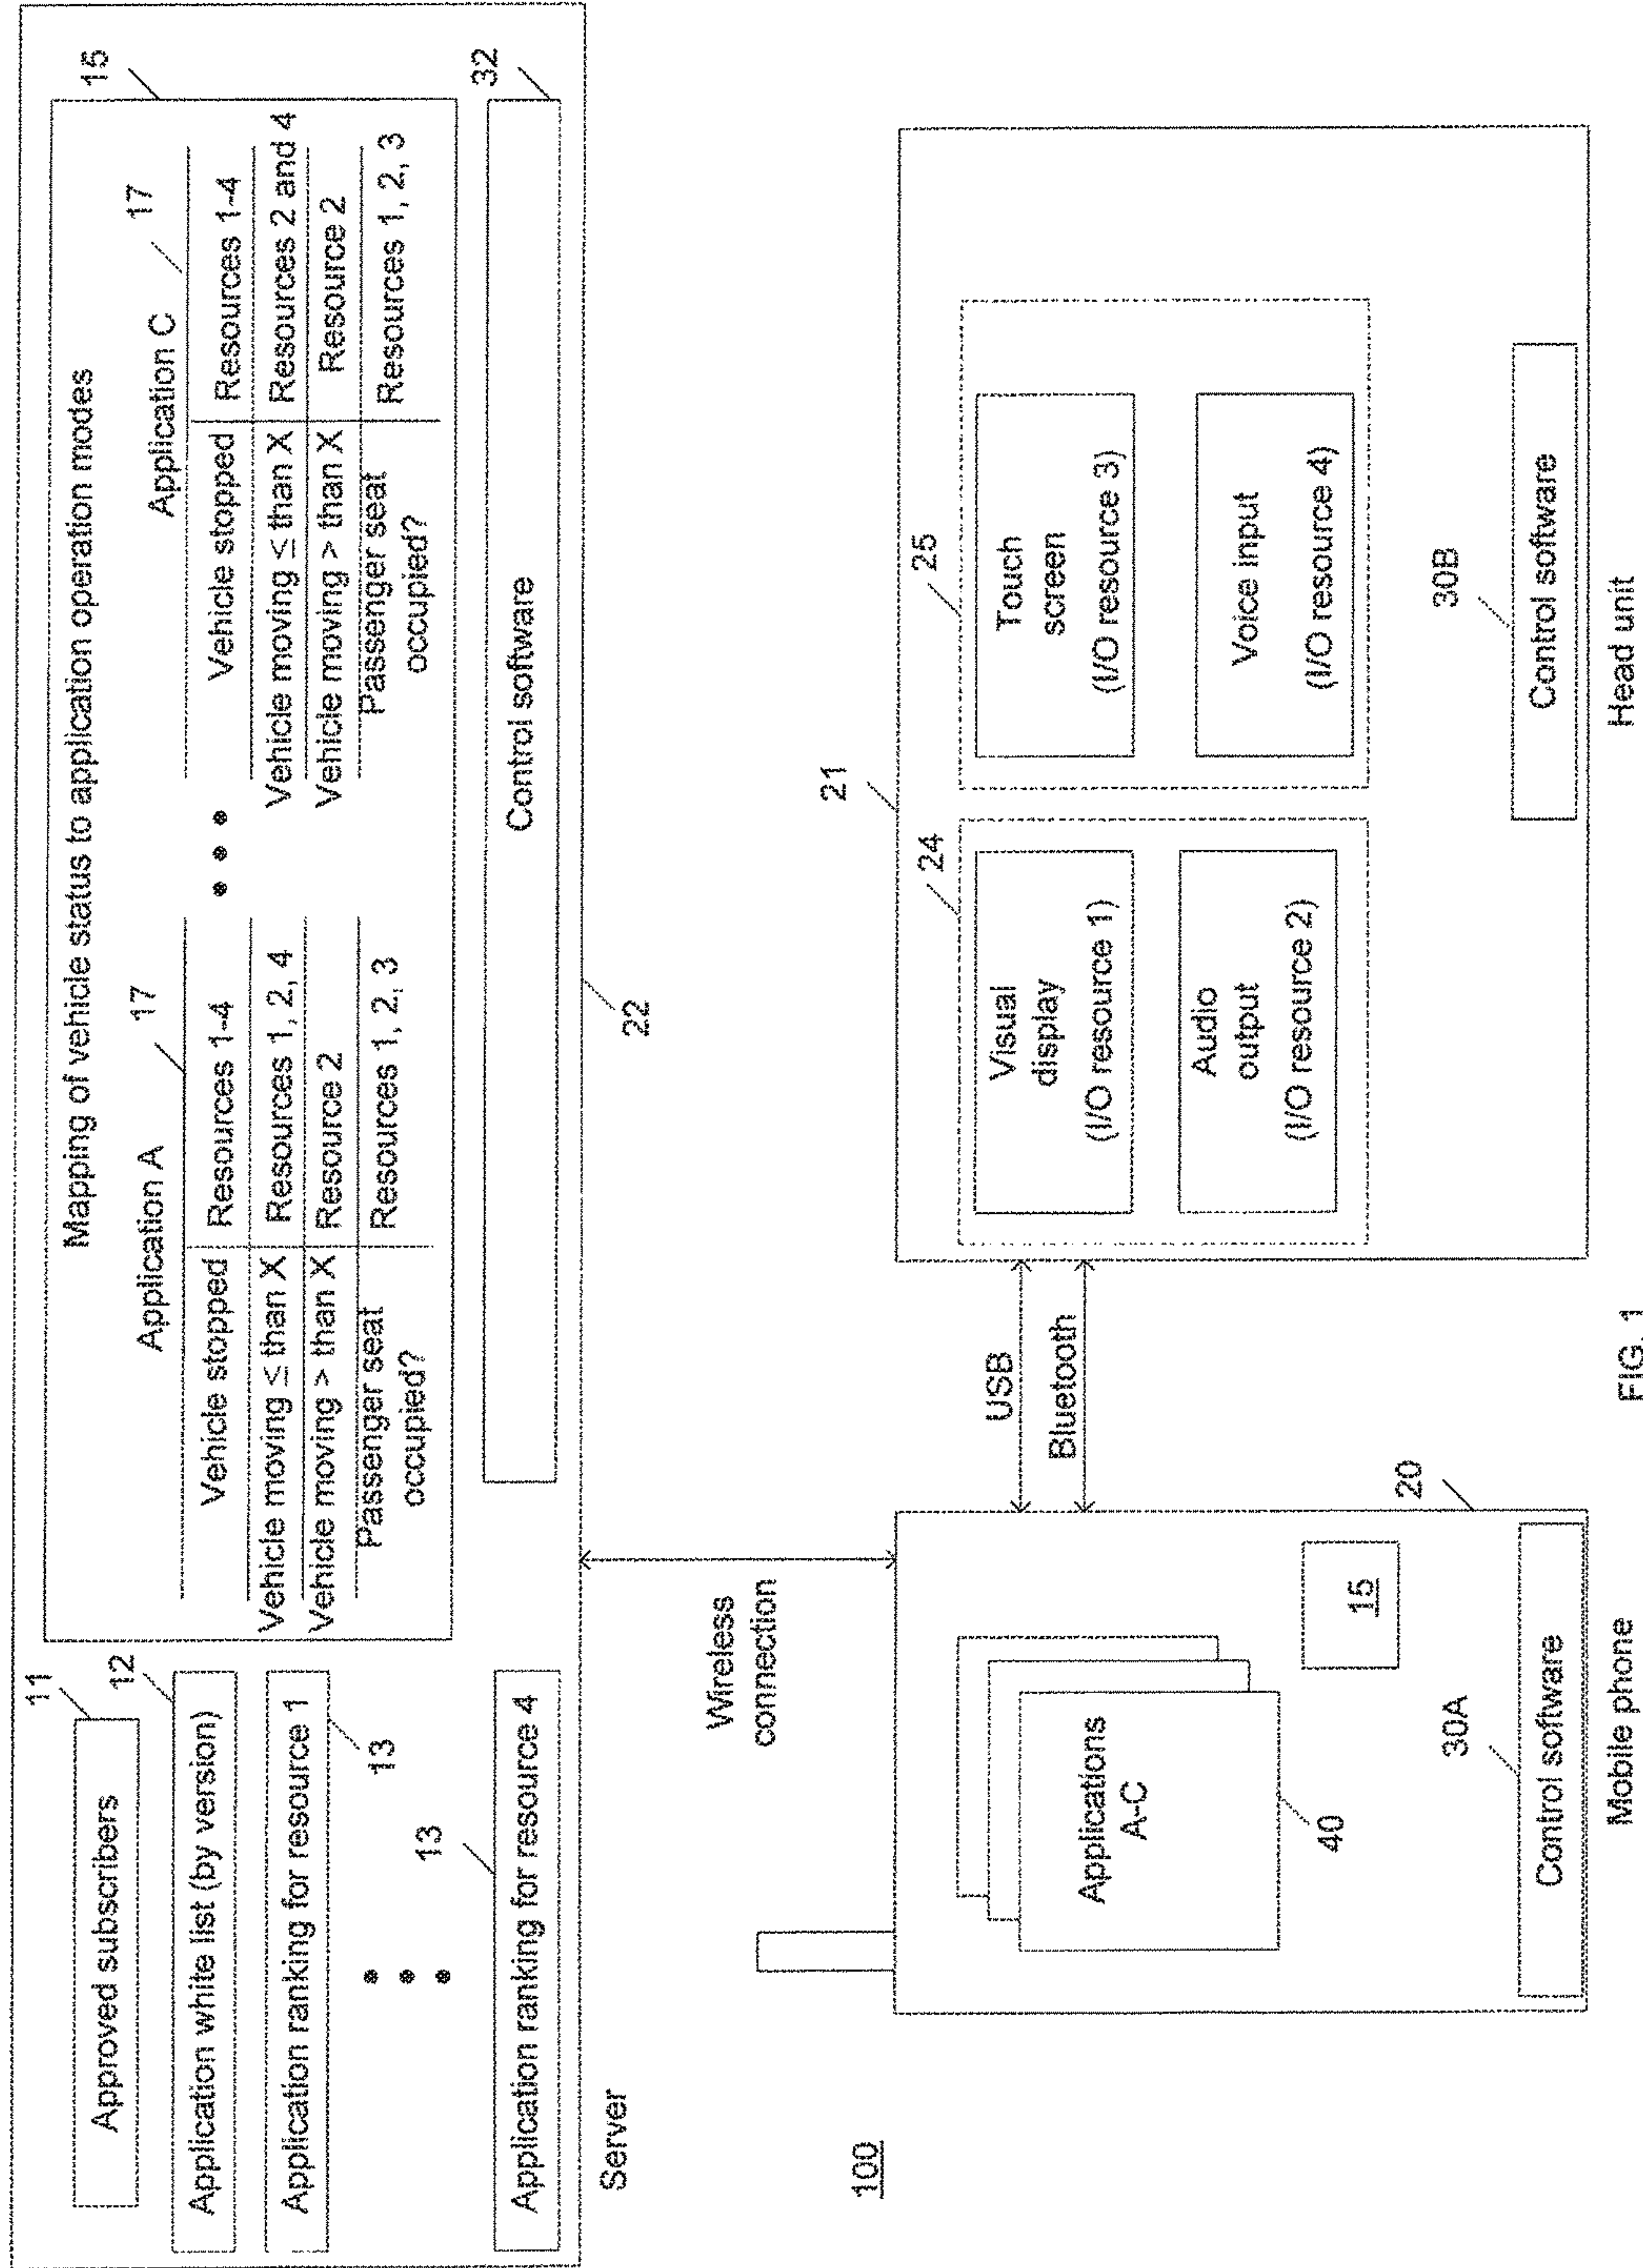 11
Approved subscribers
12
Application white list (by version)
Application ranking for resource 1
13
13
Application ranking for resource 4
Server
15
Mapping of vehicle status to application operation modes
Application A
17
Vehicle stopped Resources 1-4
Vehicle moving ≤ than X Resources 1, 2, 4
Vehicle moving > than X Resource 2
Passenger seat Resources 1, 2, 3
occupied?
Application C
17
Vehicle stopped Resources 1-4
Vehicle moving ≤ than X Resources 2 and 4
Vehicle moving > than X Resource 2
Passenger seat
occupied? Resources 1, 2, 3
32
Control software
22
Wireless
connection
100
Applications
A-C
40
15
20
30A
Control software
Mobile phone
USB
Bluetooth
21
24
Visual
display
(I/O resource 1)
Audio
output
(I/O resource 2)
25
Touch
screen
(I/O resource 3)
Voice input
(I/O resource 4)
30B
Control software
Head unit
FIG. 1